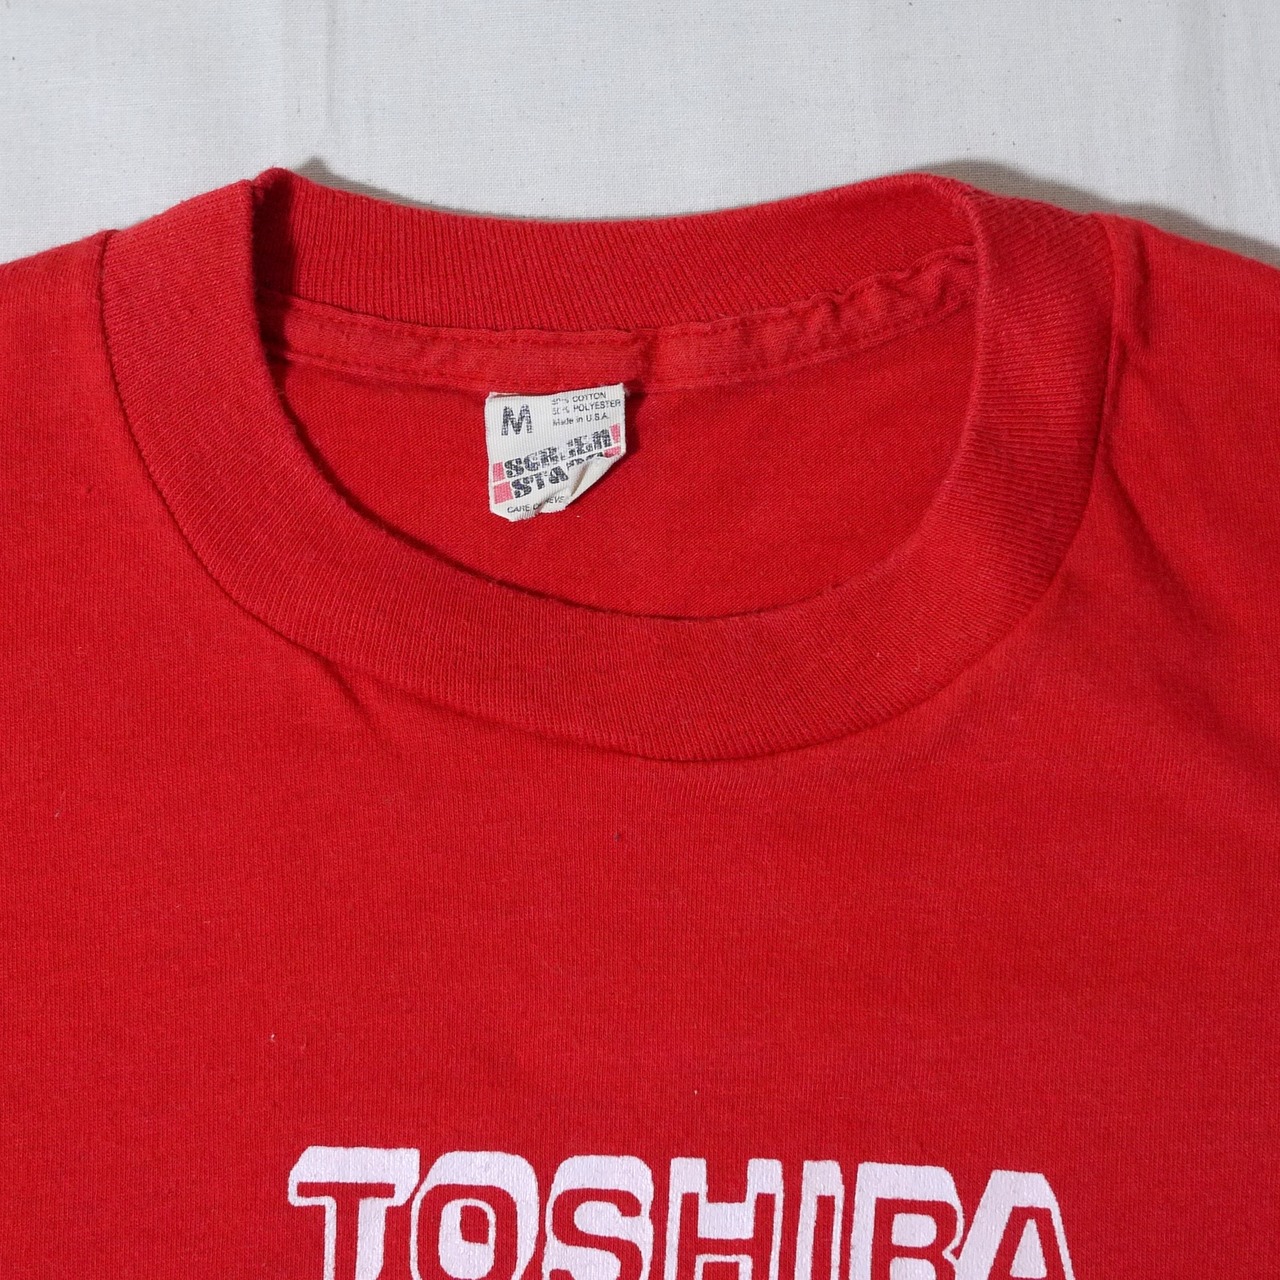 M
50% COTTON
50% POLYESTER
Made in U.S.A.
SCREEN
STARS
TOSHIBA